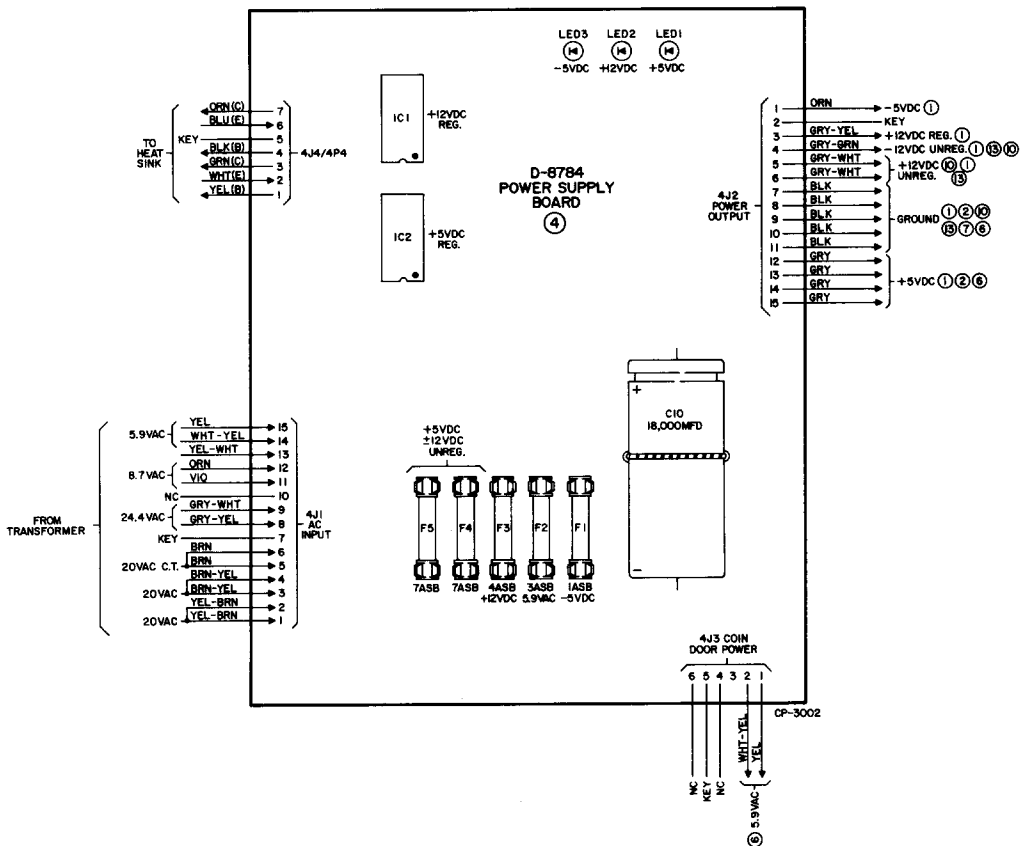 LED3 LED2 LED1
-5VDC +12VDC +5VDC
IC1
+12VDC
REG.
IC2
+5VDC
REG.
D-8784
POWER SUPPLY
BOARD
4
TO
HEAT
SINK
ORN(C) 7
BLU(E) 6
KEY 5
BLK(B) 4
GRN(C) 3
WHT(E) 2
YEL(B) 1
4J4/4P4
4J2
POWER
OUTPUT
1 ORN -5VDC 1
2 KEY
3 GRY-YEL +12VDC REG. 1
4 GRY-GRN -12VDC UNREG. 1 13 10
5 GRY-WHT +12VDC 10 1
6 GRY-WHT UNREG. 13
7 BLK
8 BLK
9 BLK GROUND 1 2 10
10 BLK 13 7 6
11 BLK
12 GRY
13 GRY +5VDC 1 2 6
14 GRY
15 GRY
C10
18,000MFD
+
-
FROM
TRANSFORMER
5.9VAC YEL 15
WHT-YEL 14
YEL-WHT 13
8.7VAC ORN 12
VIO 11
NC 10
24.4VAC GRY-WHT 9
GRY-YEL 8
KEY 7
BRN 6
20VAC C.T. BRN 5
BRN-YEL 4
20VAC BRN-YEL 3
YEL-BRN 2
20VAC YEL-BRN 1
4J1
AC
INPUT
+5VDC
±12VDC
UNREG.
F5 F4 F3 F2 F1
7ASB 7ASB 4ASB 3ASB 1ASB
+12VDC 5.9VAC -5VDC
4J3 COIN
DOOR POWER
6 5 4 3 2 1
CP-3002
NC
KEY
NC
WHT-YEL
YEL
6 5.9VAC